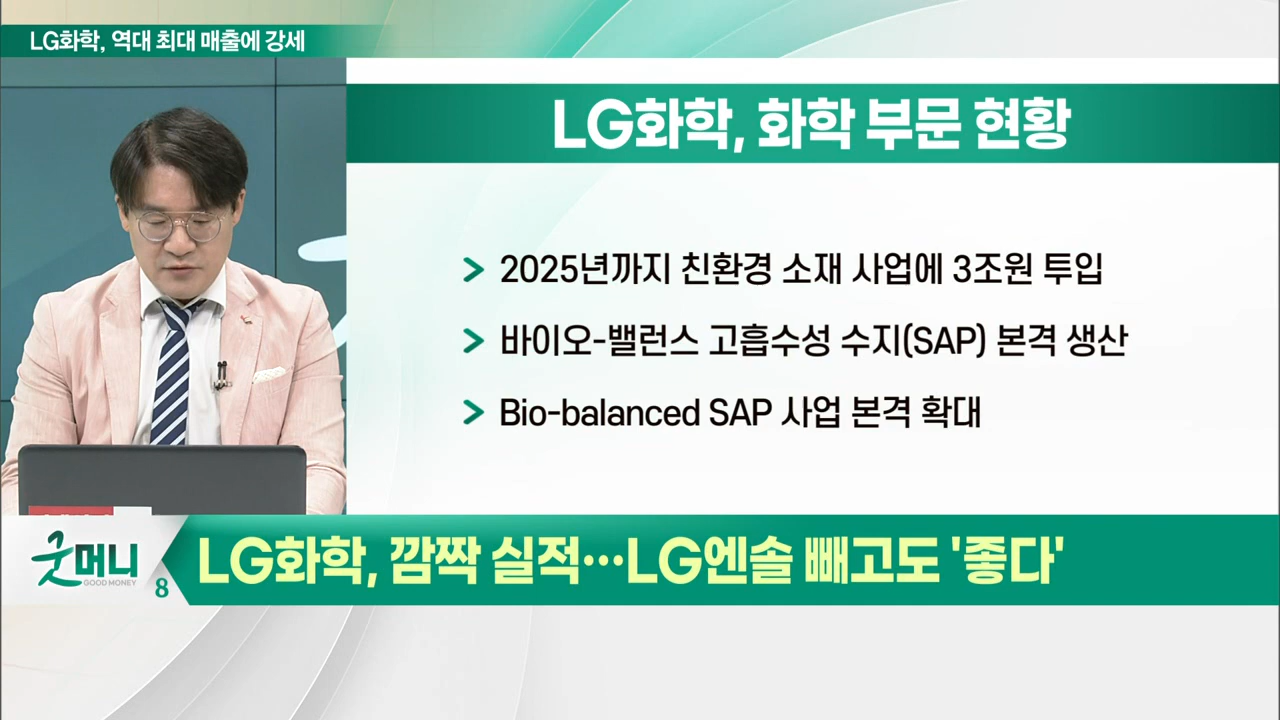 LG화학, 역대 최대 매출에 강세
LG화학, 화학 부문 현황
2025년까지 친환경 소재 사업에 3조원 투입
바이오-밸런스 고흡수성 수지(SAP) 본격 생산
Bio-balanced SAP 사업 본격 확대
굿머니
GOOD MONEY
8
LG화학, 깜짝 실적…LG엔솔 빼고도 '좋다'